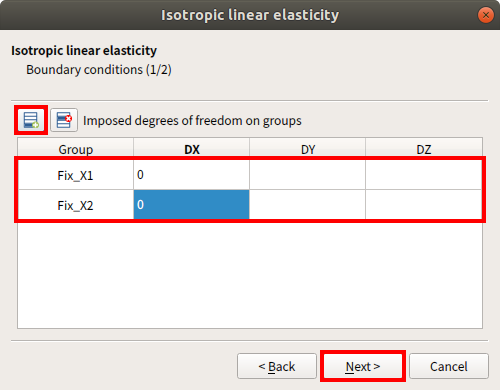 Isotropic linear elasticity
Isotropic linear elasticity
Boundary conditions (1/2)
Imposed degrees of freedom on groups
Group DX DY DZ
Fix_X1 0
Fix_X2 0
< Back Next > Cancel